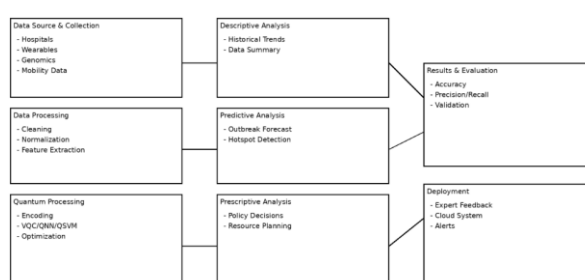 Data Source & Collection
- Hospitals
- Wearables
- Genomics
- Mobility Data
Descriptive Analysis
- Historical Trends
- Data Summary
Results & Evaluation
- Accuracy
- Precision/Recall
- Validation
Data Processing
- Cleaning
- Normalization
- Feature Extraction
Predictive Analysis
- Outbreak Forecast
- Hotspot Detection
Deployment
- Expert Feedback
- Cloud System
- Alerts
Quantum Processing
- Encoding
- VQC/QNN/QSVM
- Optimization
Prescriptive Analysis
- Policy Decisions
- Resource Planning